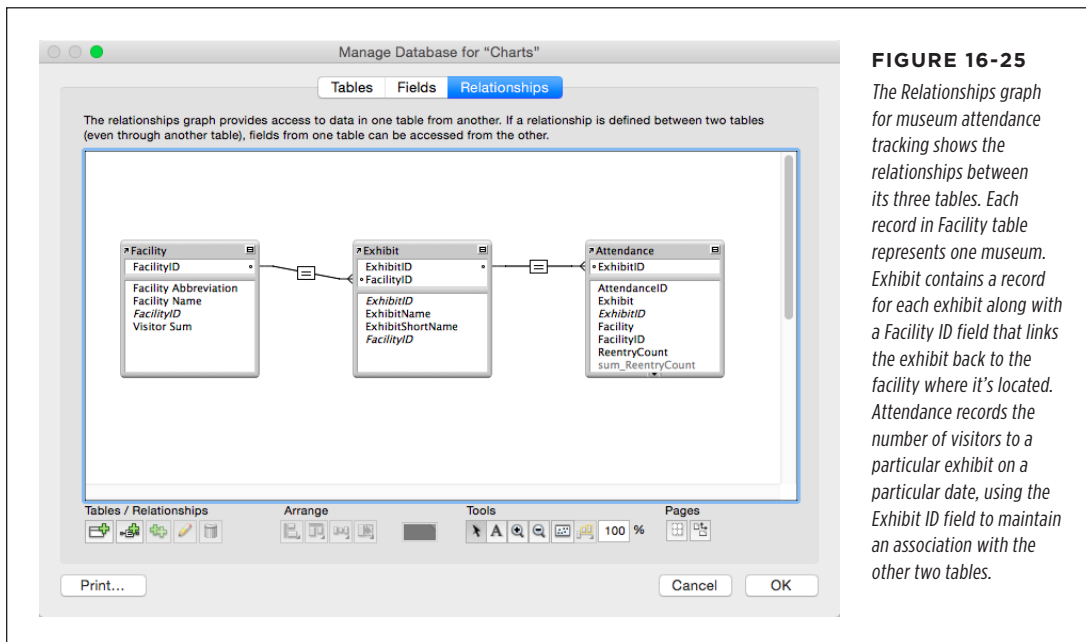 Manage Database for “Charts”
Tables Fields Relationships
The relationships graph provides access to data in one table from another. If a relationship is defined between two tables
(even through another table), fields from one table can be accessed from the other.
Facility
FacilityID
Facility Abbreviation
Facility Name
FacilityID
Visitor Sum
=
Exhibit
ExhibitID
FacilityID
ExhibitID
ExhibitName
ExhibitShortName
FacilityID
=
Attendance
ExhibitID
AttendanceID
Exhibit
ExhibitID
Facility
FacilityID
ReentryCount
sum_ReentryCount
Tables / Relationships
Arrange
Tools
Pages
A
100 %
Print...
Cancel
OK
FIGURE 16-25
The Relationships graph
for museum attendance
tracking shows the
relationships between
its three tables. Each
record in Facility table
represents one museum.
Exhibit contains a record
for each exhibit along with
a Facility ID field that links
the exhibit back to the
facility where it’s located.
Attendance records the
number of visitors to a
particular exhibit on a
particular date, using the
Exhibit ID field to maintain
an association with the
other two tables.